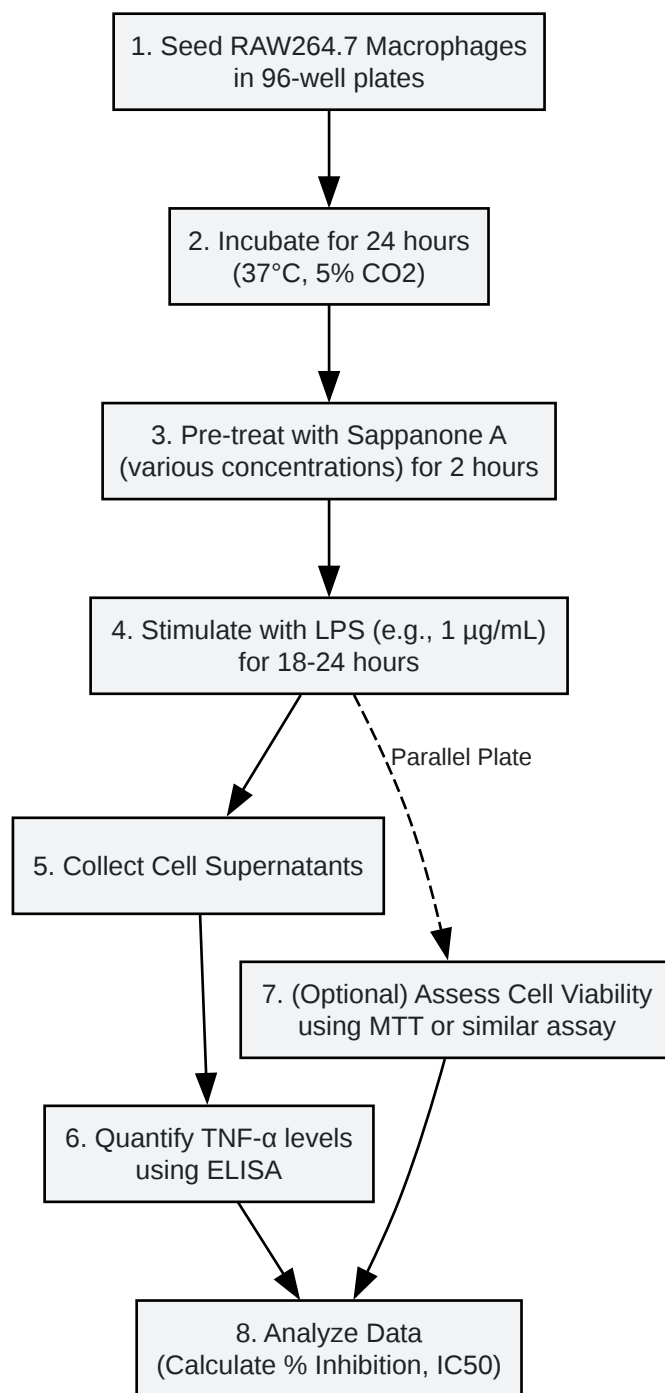 1. Seed RAW264.7 Macrophages
in 96-well plates
2. Incubate for 24 hours
(37°C, 5% CO2)
3. Pre-treat with Sappanone A
(various concentrations) for 2 hours
4. Stimulate with LPS (e.g., 1 µg/mL)
for 18-24 hours
Parallel Plate
5. Collect Cell Supernatants
7. (Optional) Assess Cell Viability
using MTT or similar assay
6. Quantify TNF-α levels
using ELISA
8. Analyze Data
(Calculate % Inhibition, IC50)